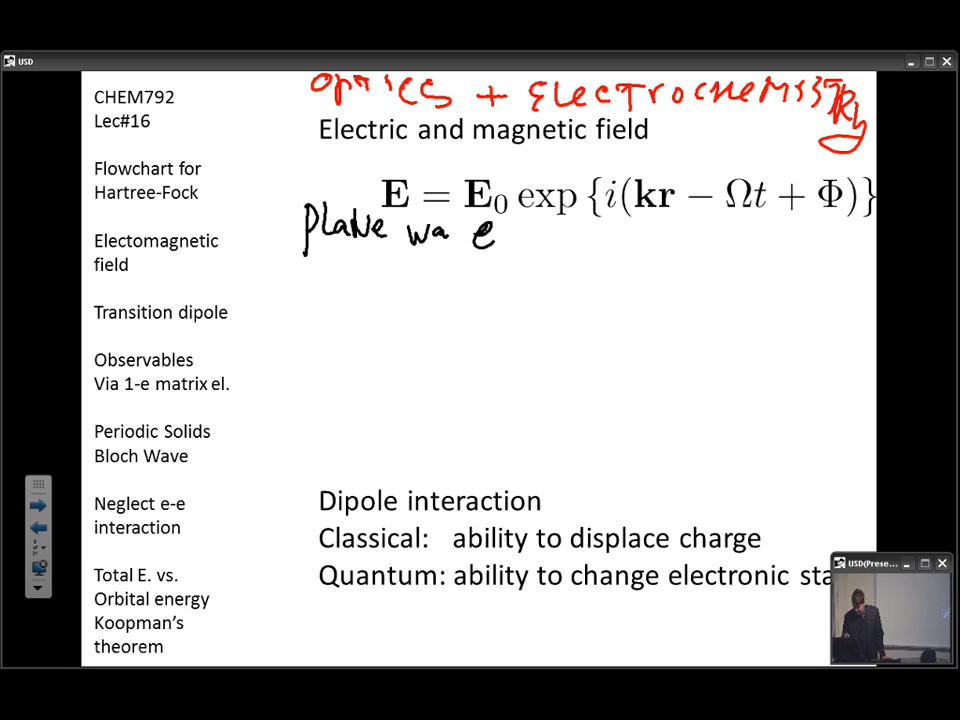 USD
CHEM792
Lec#16
Flowchart for
Hartree-Fock
Electomagnetic
field
Transition dipole
Observables
Via 1-e matrix el.
Periodic Solids
Bloch Wave
Neglect e-e
interaction
Total E. vs.
Orbital energy
Koopman's
theorem
OPTICS + ELECTROCHEMISSTRy
Electric and magnetic field
E = E₀ exp {i(kr − Ωt + Φ)}
Plane wa e
Dipole interaction
Classical: ability to displace charge
Quantum: ability to change electronic sta
USD(Prese...